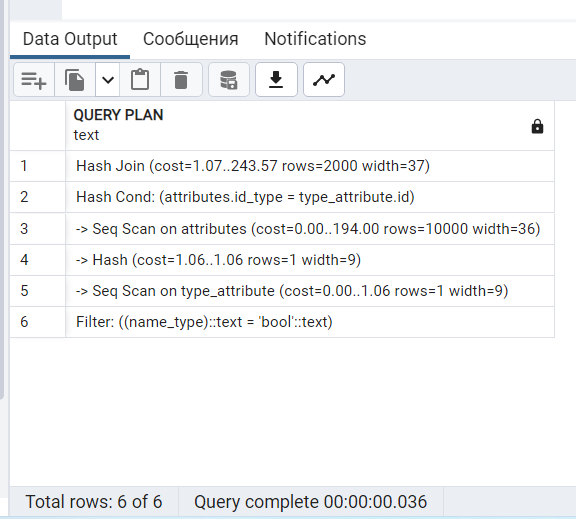 Data Output Сообщения Notifications
QUERY PLAN
text
1 Hash Join (cost=1.07..243.57 rows=2000 width=37)
2 Hash Cond: (attributes.id_type = type_attribute.id)
3 -> Seq Scan on attributes (cost=0.00..194.00 rows=10000 width=36)
4 -> Hash (cost=1.06..1.06 rows=1 width=9)
5 -> Seq Scan on type_attribute (cost=0.00..1.06 rows=1 width=9)
6 Filter: ((name_type)::text = 'bool'::text)
Total rows: 6 of 6 Query complete 00:00:00.036